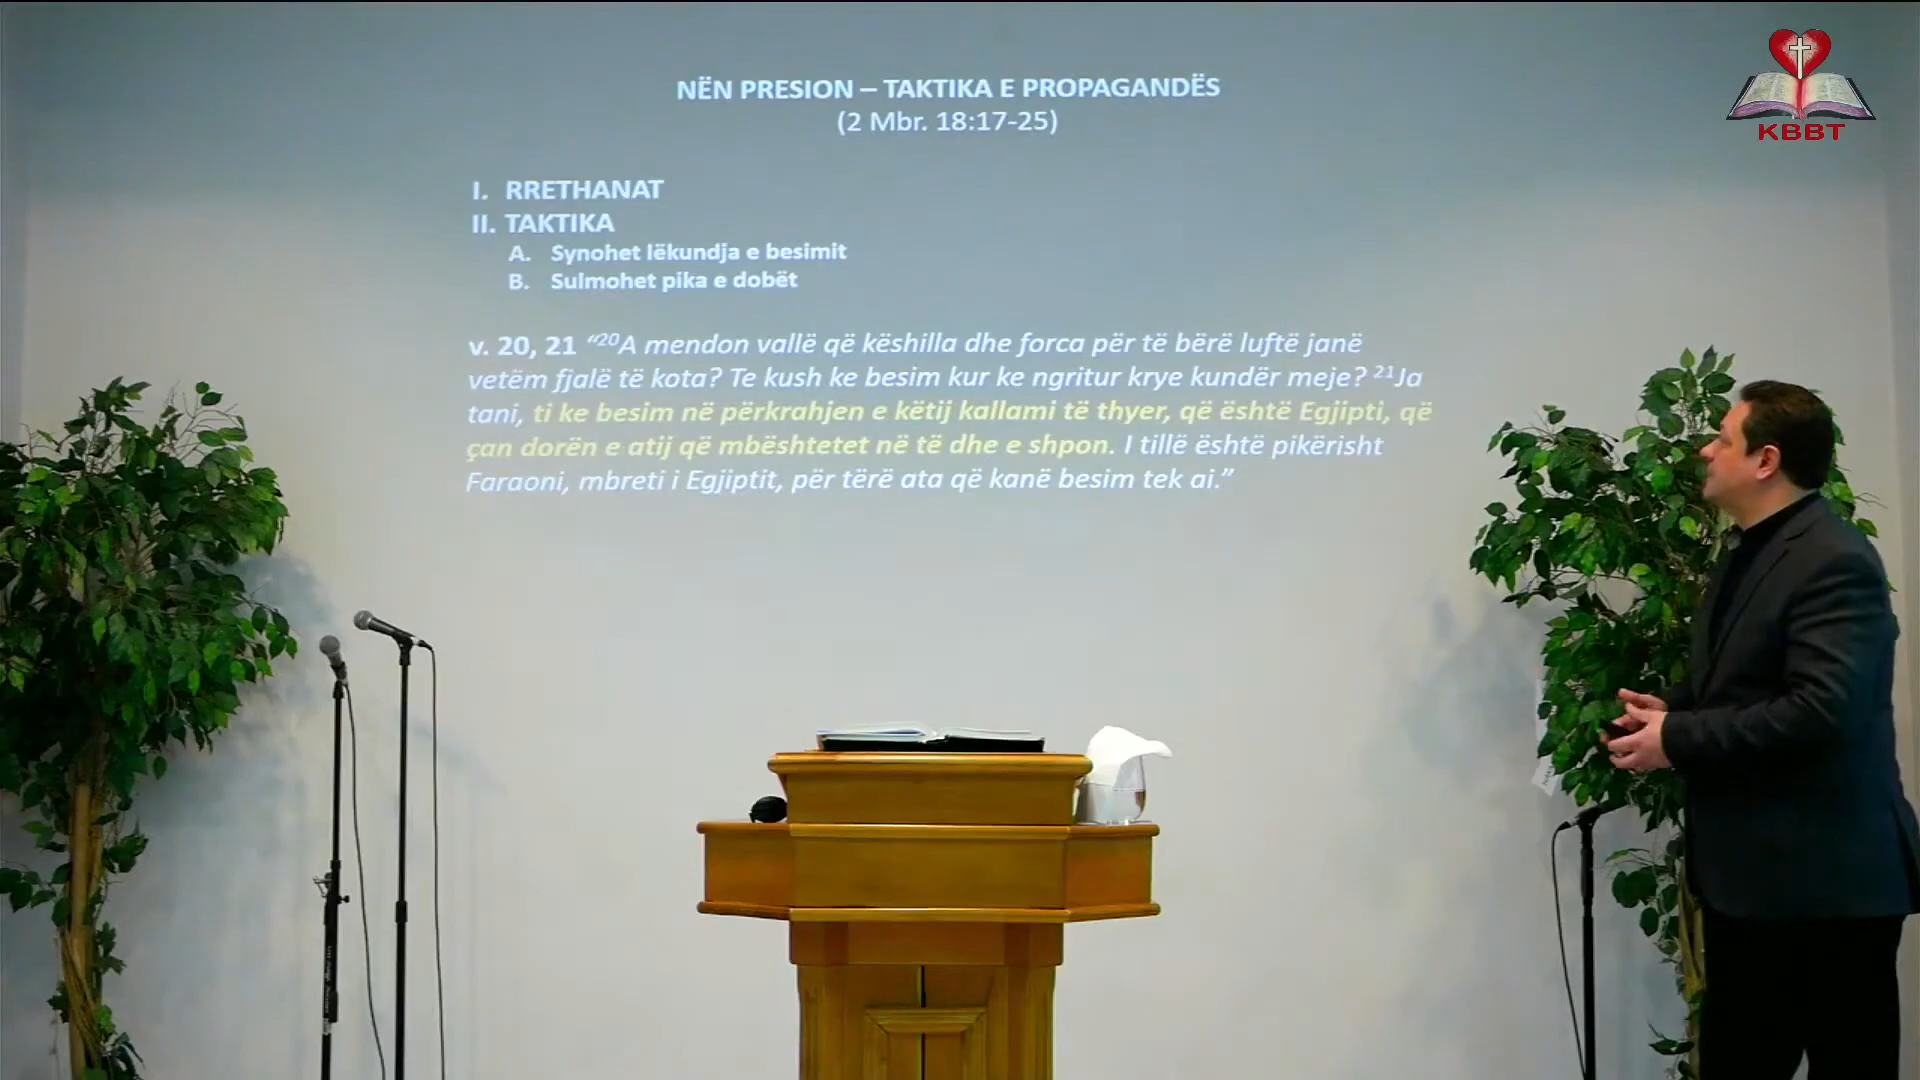 NËN PRESION – TAKTIKA E PROPAGANDËS
(2 Mbr. 18:17-25)
I. RRETHANAT
II. TAKTIKA
A. Synohet lëkundja e besimit
B. Sulmohet pika e dobët
v. 20, 21 “20A mendon vallë që këshilla dhe forca për të bërë luftë janë
vetëm fjalë të kota? Te kush ke besim kur ke ngritur krye kundër meje? 21Ja
tani, ti ke besim në përkrahjen e këtij kallami të thyer, që është Egjipti, që
çan dorën e atij që mbështetet në të dhe e shpon. I tillë është pikërisht
Faraoni, mbreti i Egjiptit, për tërë ata që kanë besim tek ai.”
KBBT